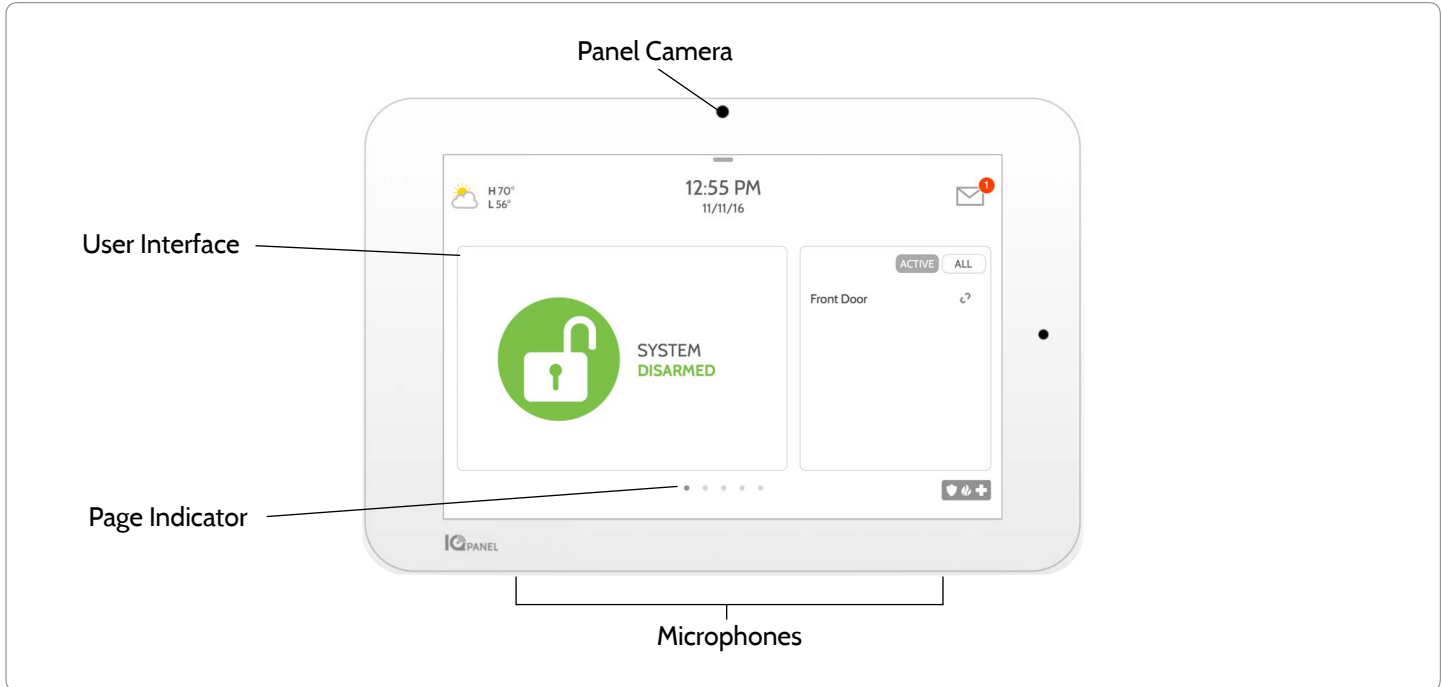 Panel Camera
H 70°
L 56°
12:55 PM
11/11/16
1
User Interface
ACTIVE
ALL
Front Door
SYSTEM
DISARMED
Page Indicator
IQ PANEL
Microphones